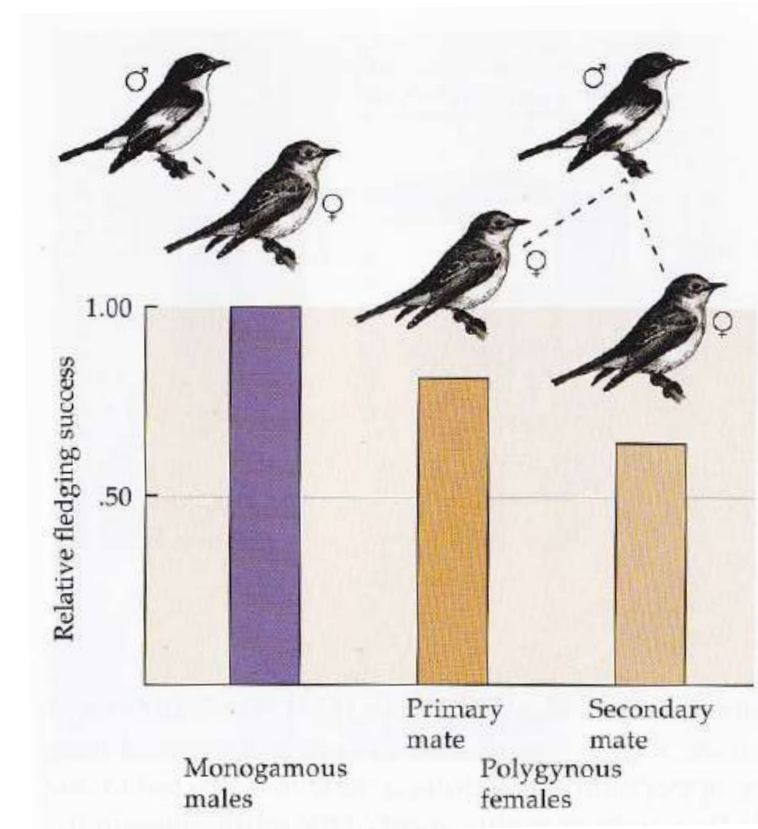 ♂
♀
♂
♀
♀
1.00
.50
Relative fledging success
Primary
mate
Secondary
mate
Monogamous
males
Polygynous
females